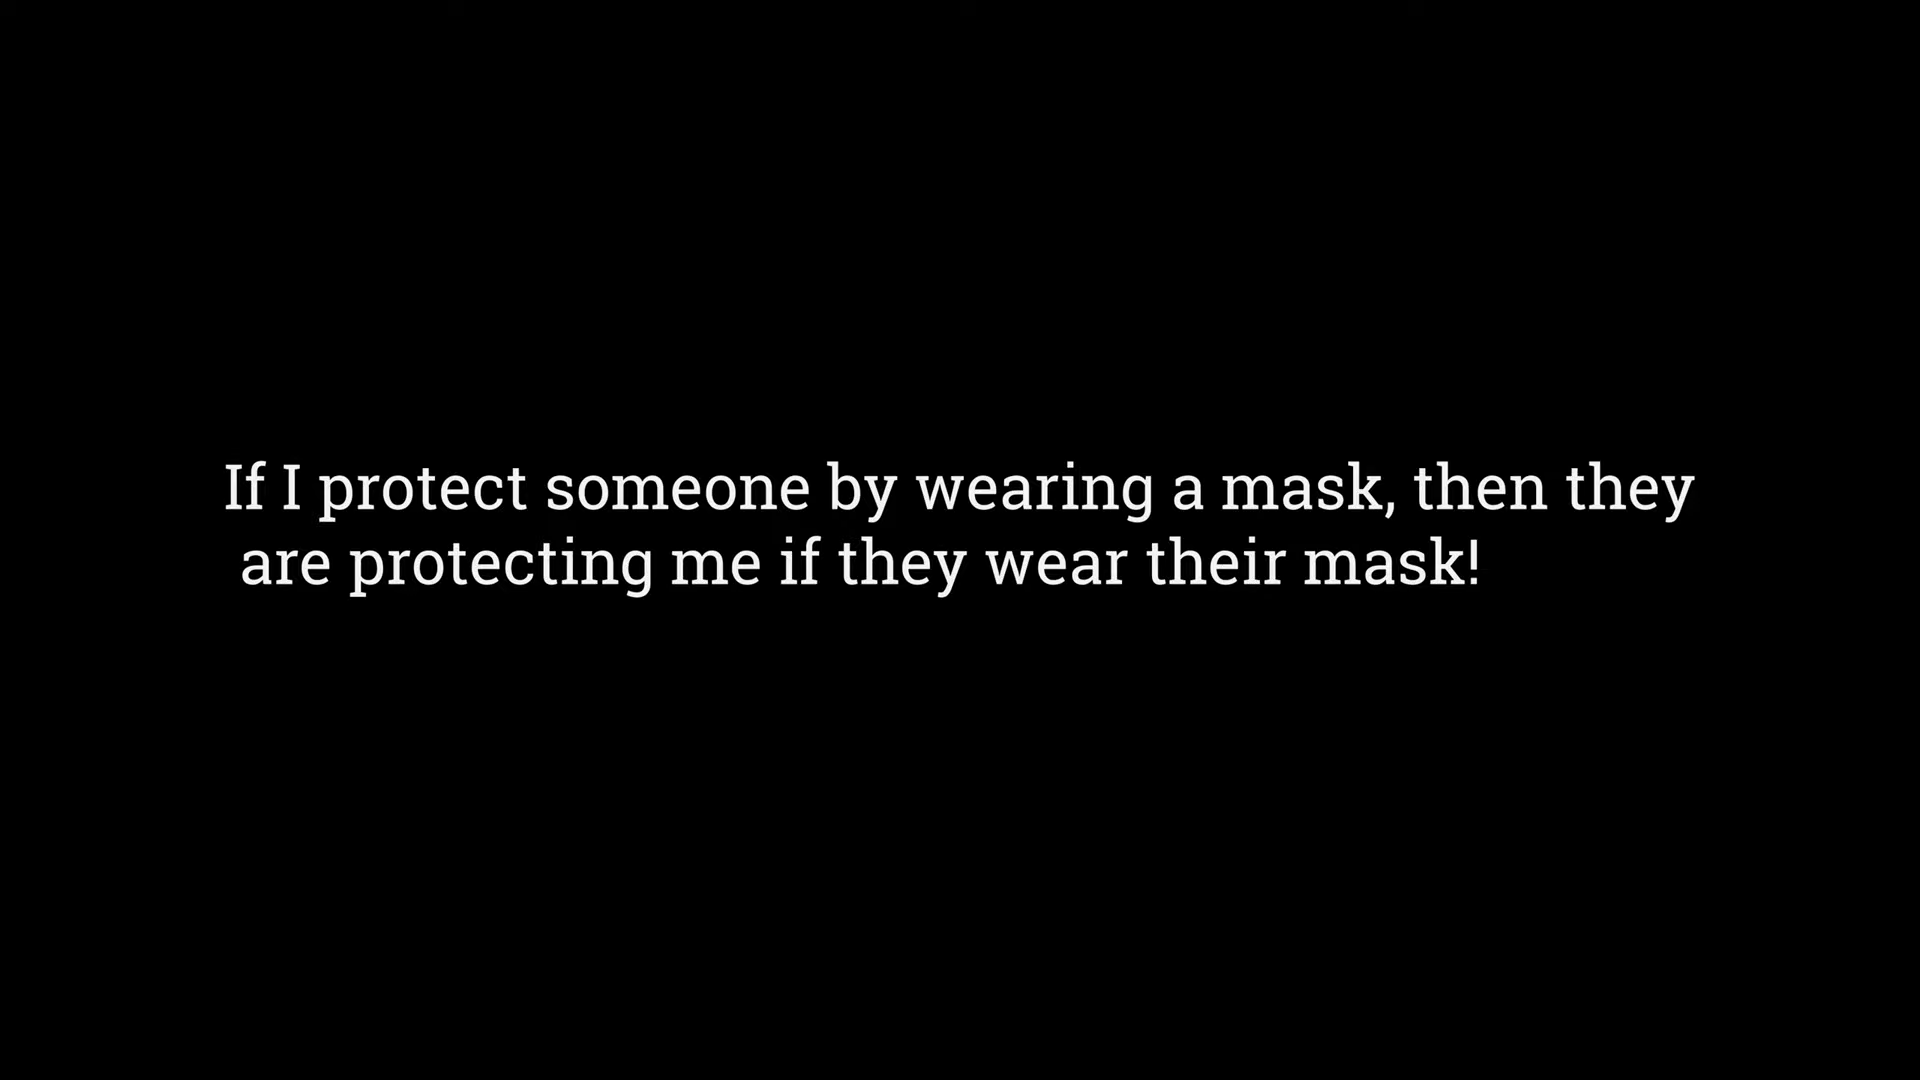 If I protect someone by wearing a mask, then they
are protecting me if they wear their mask!